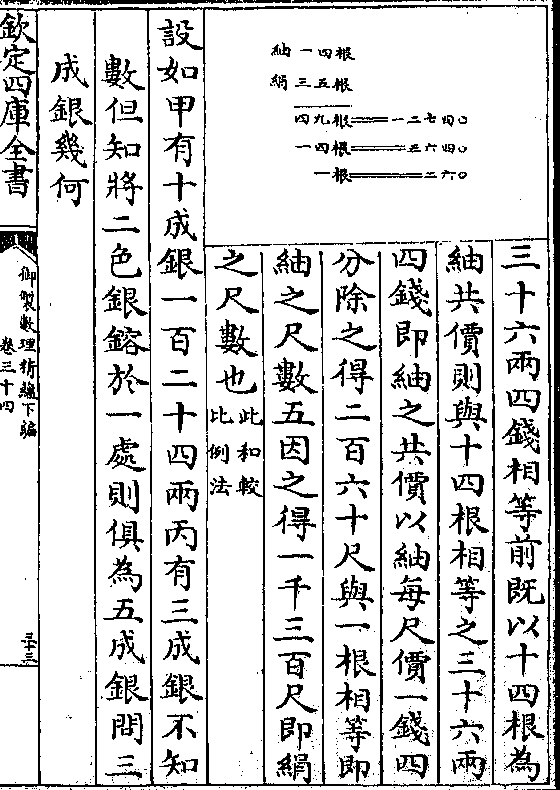 紬一四根
絹三五根
四九根＝一二七四〇
一四根＝三六四〇
一根＝二六〇
三十六兩四錢相等前既以十四根為
紬共價則與十四根相等之三十六兩
四錢即紬之共價以紬每尺價一錢四
分除之得二百六十尺與一根相等即
紬之尺數五因之得一千三百尺即絹
之尺數也此和較比例法
設如甲有十成銀一百二十四兩丙有三成銀不知
數但知將二色銀鎔於一處則俱為五成銀問三
成銀幾何
欽定四庫全書
御製數理精蘊下編
卷三十四
三十三